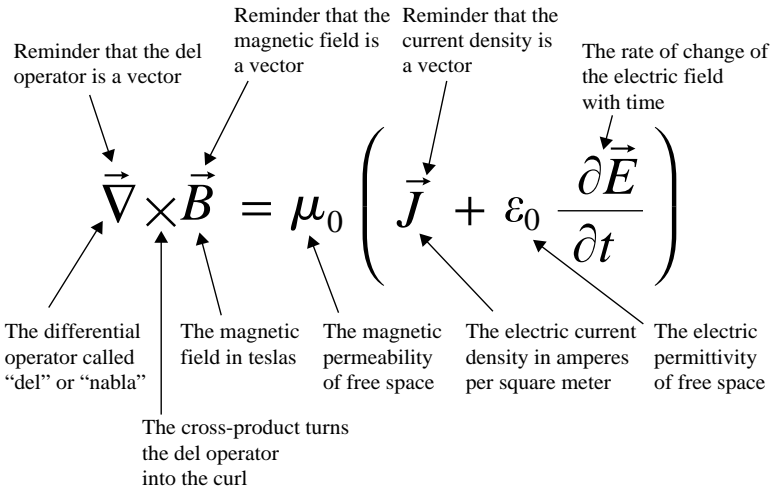 Reminder that the del
operator is a vector
Reminder that the
magnetic field is
a vector
Reminder that the
current density is
a vector
The rate of change of
the electric field
with time
∇⃗ × B⃗ = μ₀ ( J⃗ + ε₀ ∂E⃗/∂t )
The differential
operator called
“del” or “nabla”
The magnetic
field in teslas
The magnetic
permeability
of free space
The electric current
density in amperes
per square meter
The electric
permittivity
of free space
The cross-product turns
the del operator
into the curl